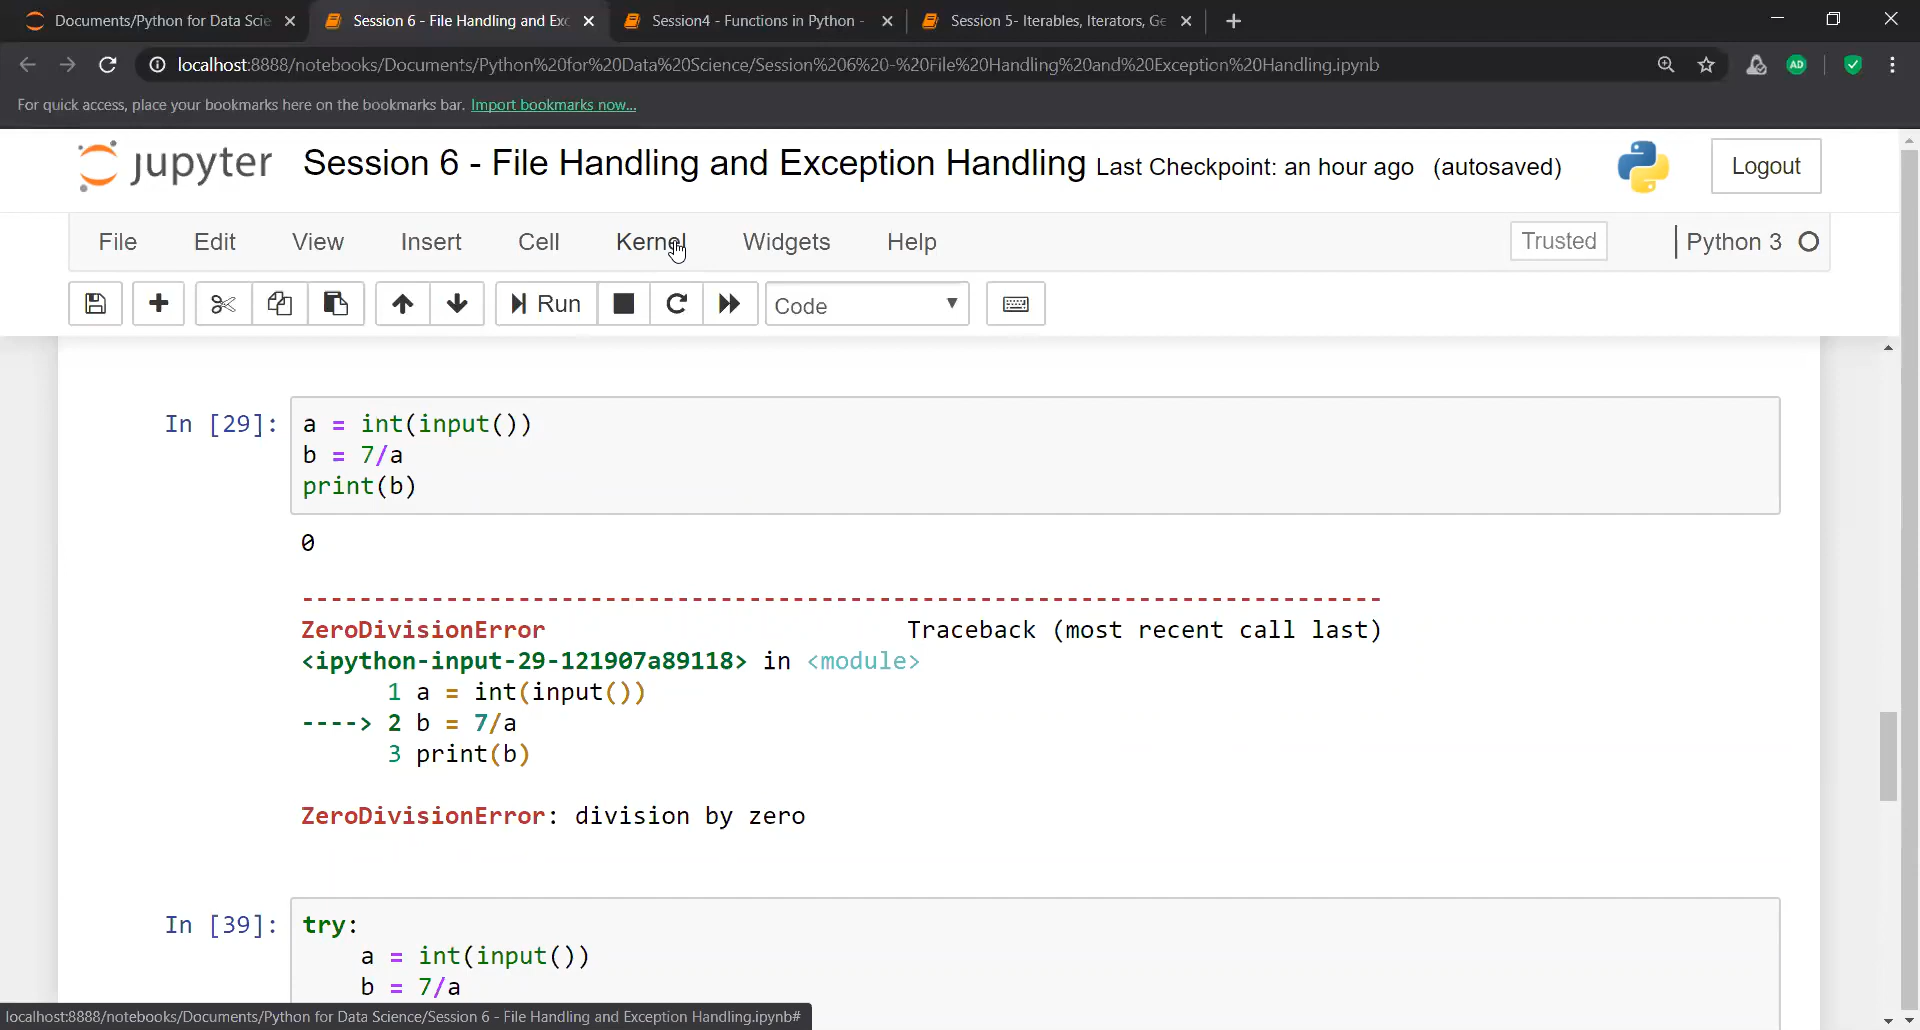 Documents/Python for Data Scie
Session 6 - File Handling and Exc
Session4 - Functions in Python -
Session 5- Iterables, Iterators, Ge
localhost:8888/notebooks/Documents/Python%20for%20Data%20Science/Session%206%20-%20File%20Handling%20and%20Exception%20Handling.ipynb
AD
For quick access, place your bookmarks here on the bookmarks bar. Import bookmarks now...
jupyter Session 6 - File Handling and Exception Handling Last Checkpoint: an hour ago (autosaved)
Logout
File Edit View Insert Cell Kernel Widgets Help
Trusted
Python 3
Run
Code
In [29]: a = int(input())
b = 7/a
print(b)
0
---------------------------------------------------------------------------
ZeroDivisionError Traceback (most recent call last)
<ipython-input-29-121907a89118> in <module>
1 a = int(input())
----> 2 b = 7/a
3 print(b)
ZeroDivisionError: division by zero
In [39]: try:
a = int(input())
b = 7/a
localhost:8888/notebooks/Documents/Python for Data Science/Session 6 - File Handling and Exception Handling.ipynb#